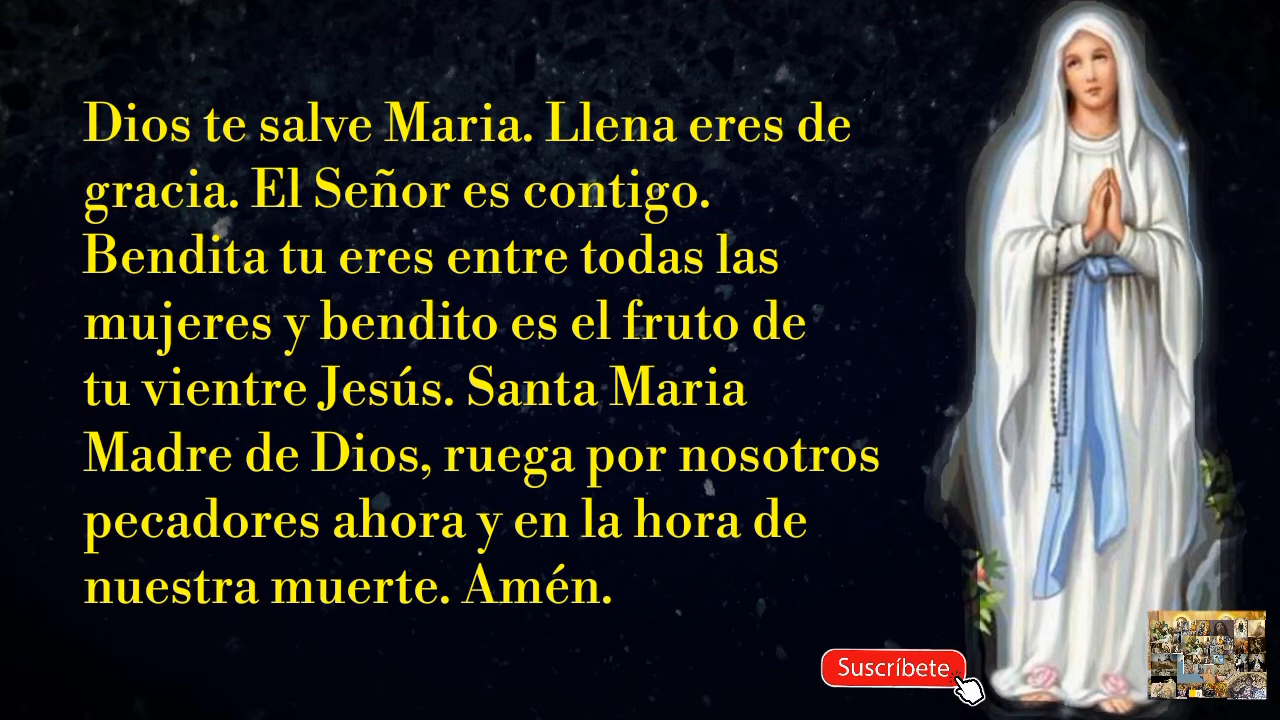 Dios te salve Maria. Llena eres de
gracia. El Señor es contigo.
Bendita tu eres entre todas las
mujeres y bendito es el fruto de
tu vientre Jesús. Santa Maria
Madre de Dios, ruega por nosotros
pecadores ahora y en la hora de
nuestra muerte. Amén.
Suscríbete